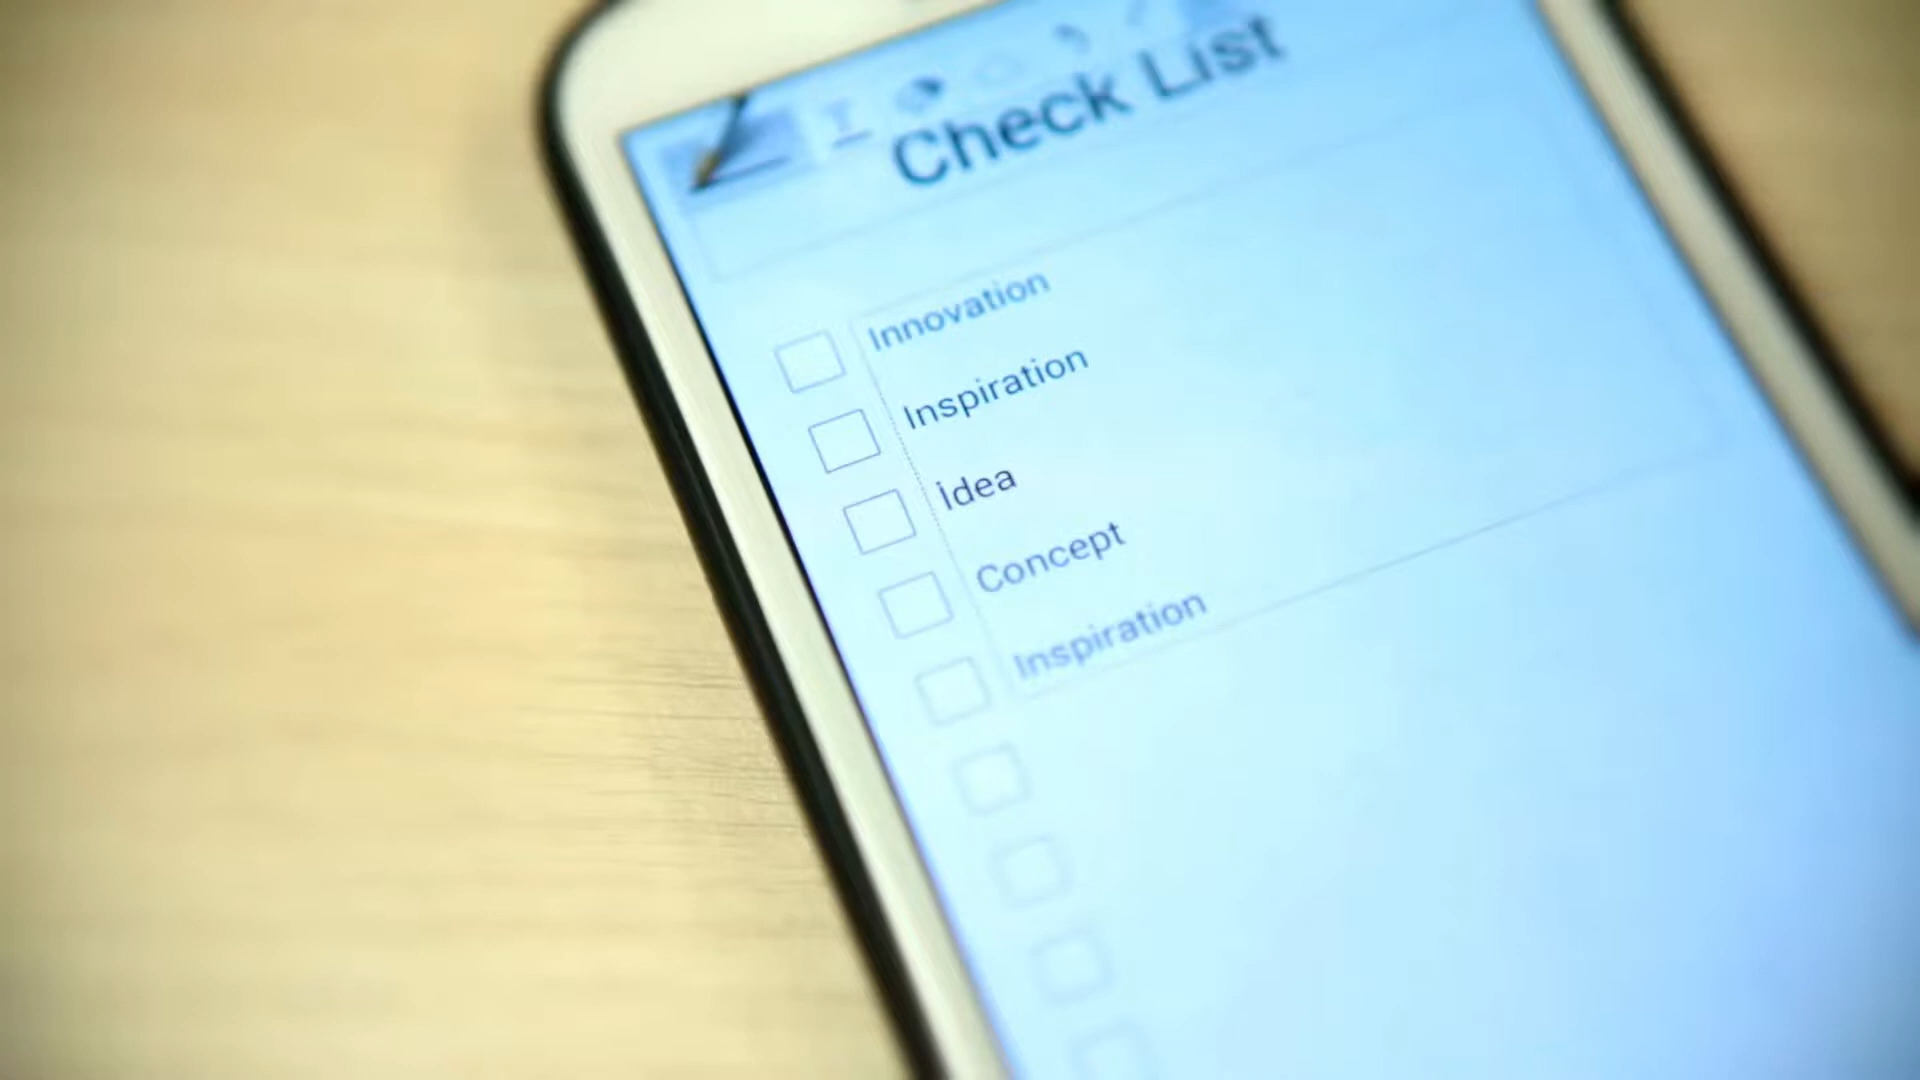 Check List
Innovation
Inspiration
Idea
Concept
Inspiration